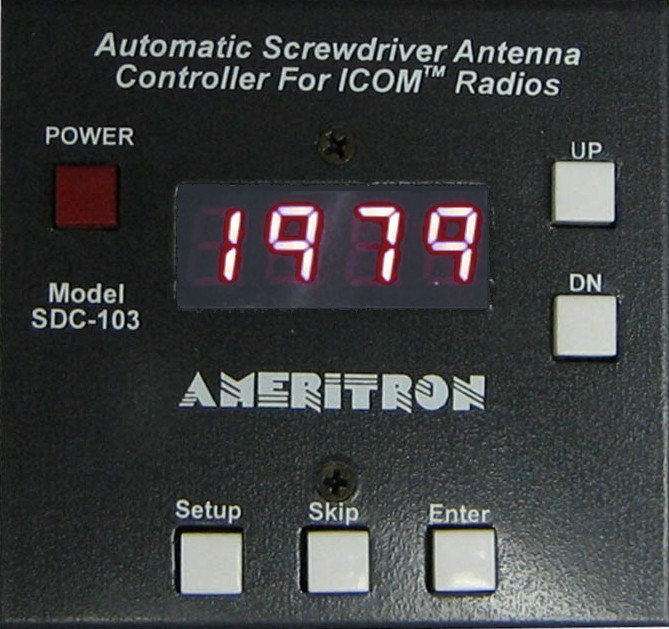 Automatic Screwdriver Antenna
Controller For ICOM™ Radios
POWER
UP
1979
Model
SDC-103
DN
AMERITRON
Setup Skip Enter